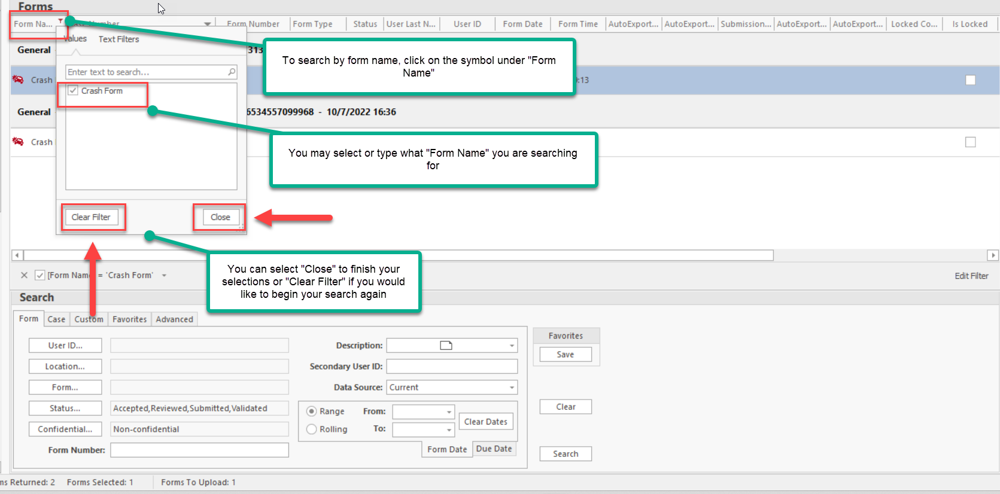 Forms
Form Na... Number Form Number Form Type Status User Last N... User ID Form Date Form Time AutoExport... AutoExport... Submission... AutoExport... AutoExport... Locked Co... Is Locked
Values Text Filters
General 313
To search by form name, click on the symbol under "Form
Name"
Enter text to search...
Crash :13
Crash Form
General 6534557099968 - 10/7/2022 16:36
Crash
You may select or type what "Form Name" you are searching
for
Clear Filter Close
You can select "Close" to finish your
selections or "Clear Filter" if you would
like to begin your search again
[Form Name] = 'Crash Form' Edit Filter
Search
Form Case Custom Favorites Advanced
User ID... Description: Favorites
Save
Location... Secondary User ID:
Form... Data Source: Current
Status... Accepted,Reviewed,Submitted,Validated Range From: Clear Dates Clear
Confidential... Non-confidential Rolling To:
Form Number: Form Date Due Date Search
ms Returned: 2 Forms Selected: 1 Forms To Upload: 1